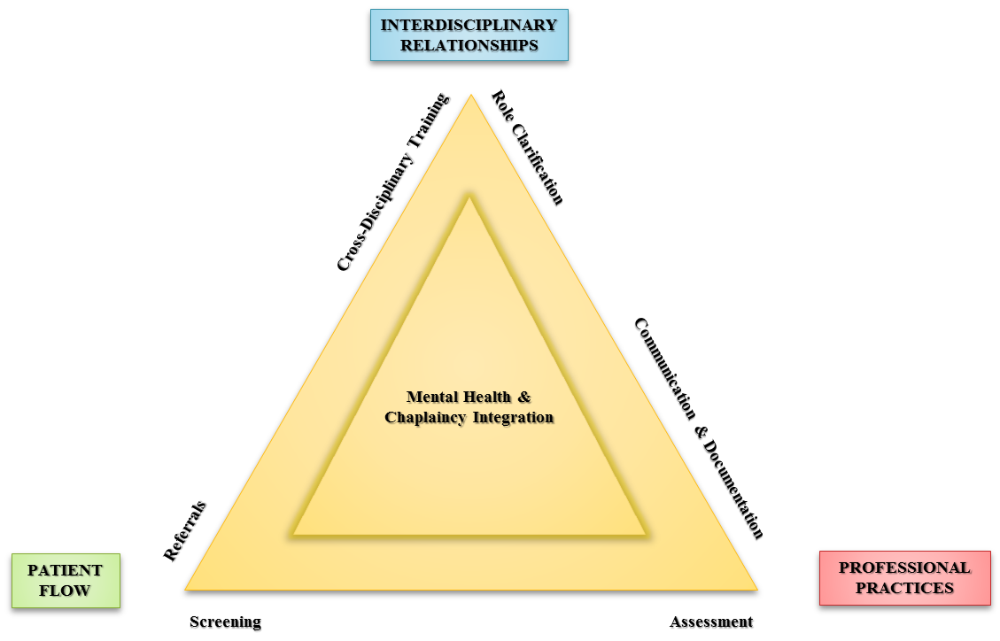 INTERDISCIPLINARY
RELATIONSHIPS
Cross-Disciplinary Training
Role Clarification
Communication & Documentation
Mental Health &
Chaplaincy Integration
Referrals
PATIENT
FLOW
PROFESSIONAL
PRACTICES
Screening
Assessment